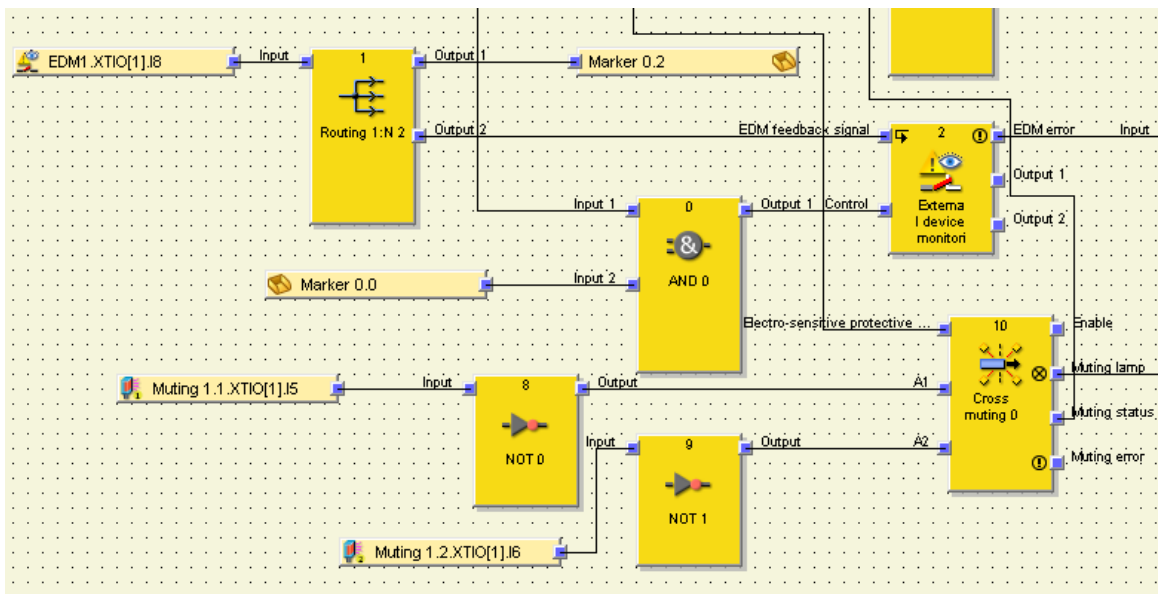 EDM1.XTIO[1].I8
Input
1
Routing 1:N 2
Output 1
Output 2
Marker 0.2
EDM feedback signal
Control
2
Externa
l device
monitori
EDM error
Input
Output 1
Output 2
Input 1
Input 2
0
AND 0
Output 1
Marker 0.0
Electro-sensitive protective ...
A1
A2
10
Cross
muting 0
Enable
Muting lamp
Muting status
Muting error
Muting 1.1.XTIO[1].I5
Input
8
NOT 0
Output
Input
9
NOT 1
Output
Muting 1.2.XTIO[1].I6